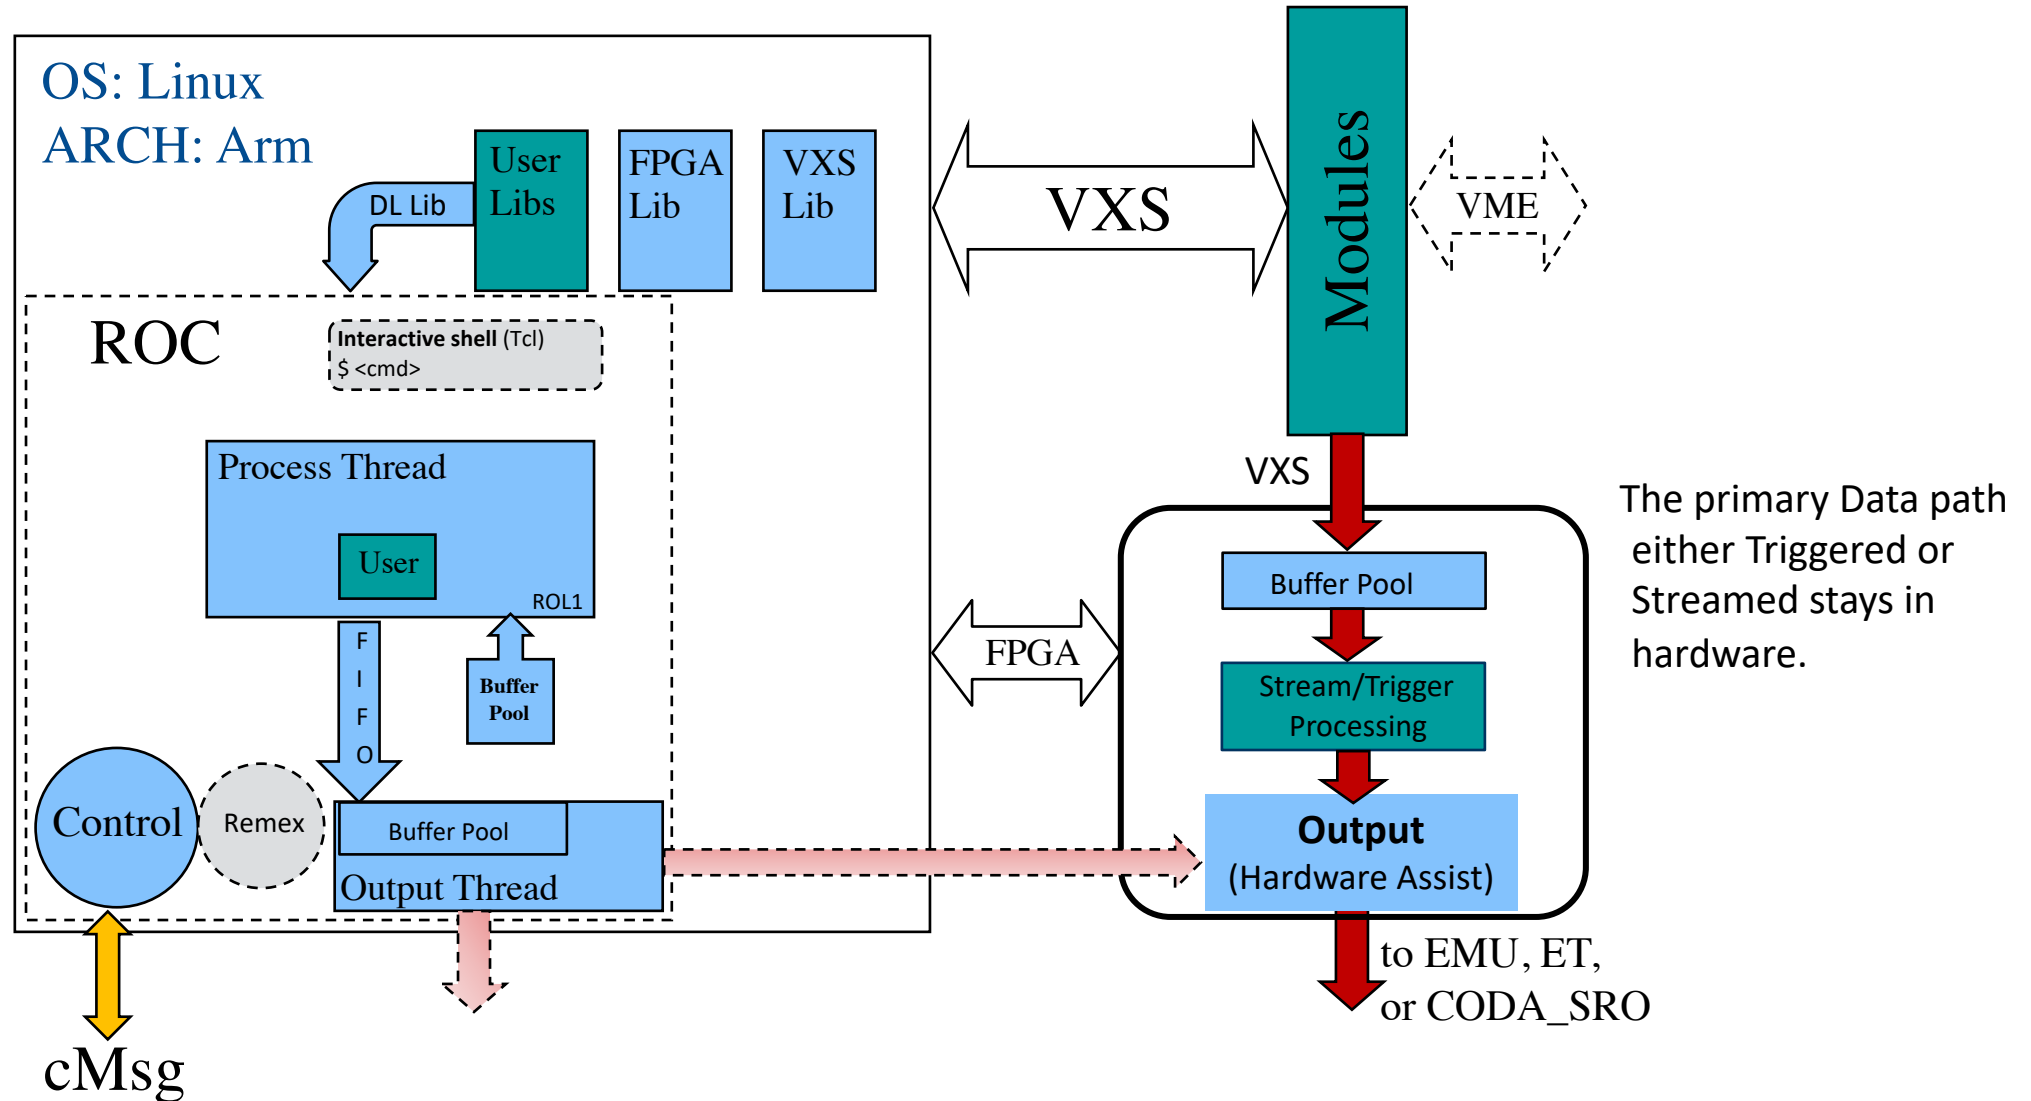 OS: Linux
ARCH: Arm
User
Libs
FPGA
Lib
VXS
Lib
DL Lib
ROC
Interactive shell (Tcl)
$ <cmd>
Process Thread
User
ROL1
F
I
F
O
Buffer
Pool
Control
Remex
Buffer Pool
Output Thread
cMsg
VXS
Modules
VME
VXS
FPGA
Buffer Pool
Stream/Trigger
Processing
Output
(Hardware Assist)
to EMU, ET,
or CODA_SRO
The primary Data path
either Triggered or
Streamed stays in
hardware.